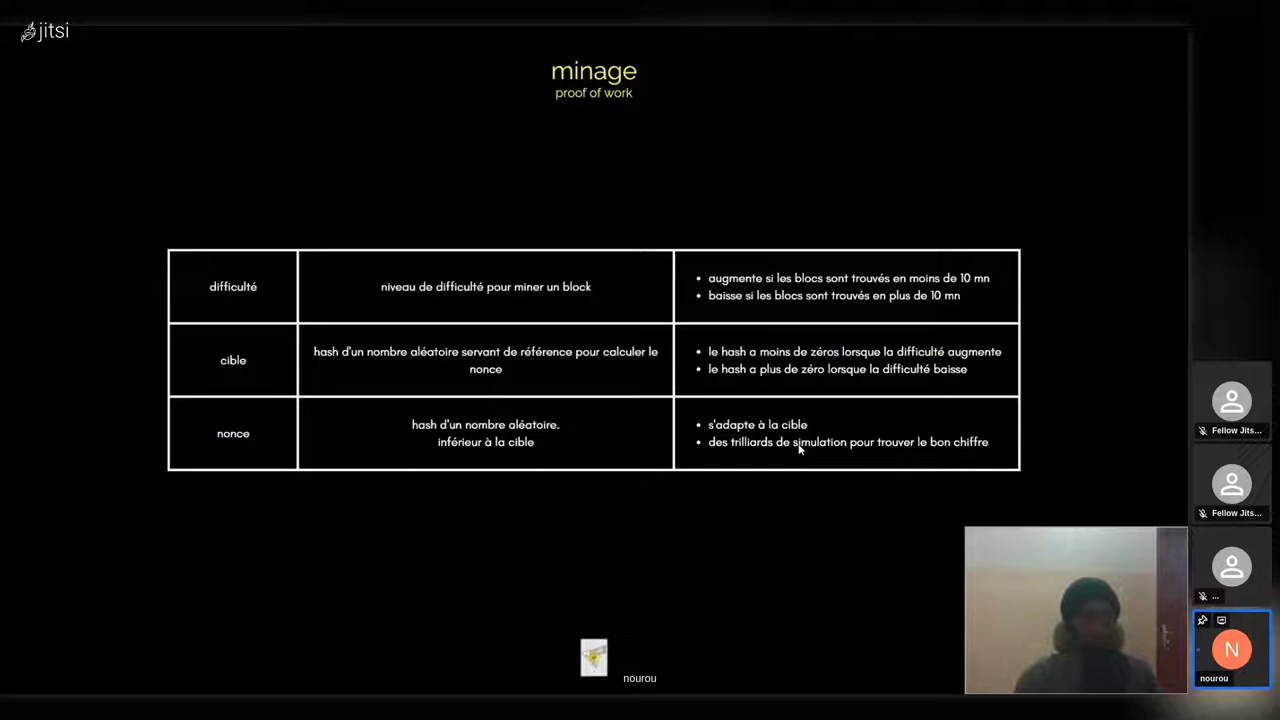 jitsi
minage
proof of work
difficulté
niveau de difficulté pour miner un block
augmente si les blocs sont trouvés en moins de 10 mn
baisse si les blocs sont trouvés en plus de 10 mn
cible
hash d'un nombre aléatoire servant de référence pour calculer le
nonce
le hash a moins de zéros lorsque la difficulté augmente
le hash a plus de zéro lorsque la difficulté baisse
nonce
hash d'un nombre aléatoire.
inférieur à la cible
s'adapte à la cible
des trilliards de simulation pour trouver le bon chiffre
Fellow Jits...
Fellow Jits...
...
N
nourou
nourou